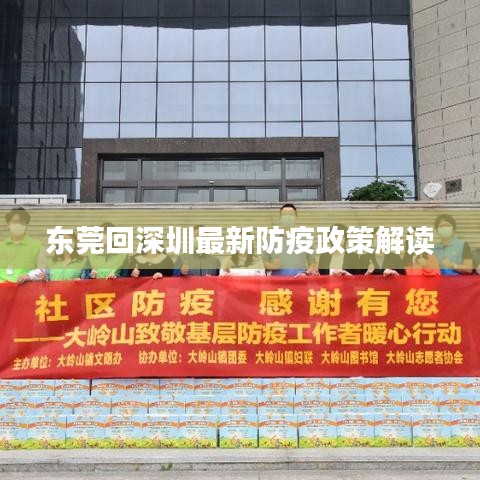 东莞回深圳最新防疫政策解读
社区防疫 感谢有您
——大岭山致敬基层防疫工作者暖心行动
主办单位：大岭山镇文明办 协办单位：大岭山镇团委 大岭山镇妇联 大岭山图书馆 大岭山志愿者协会